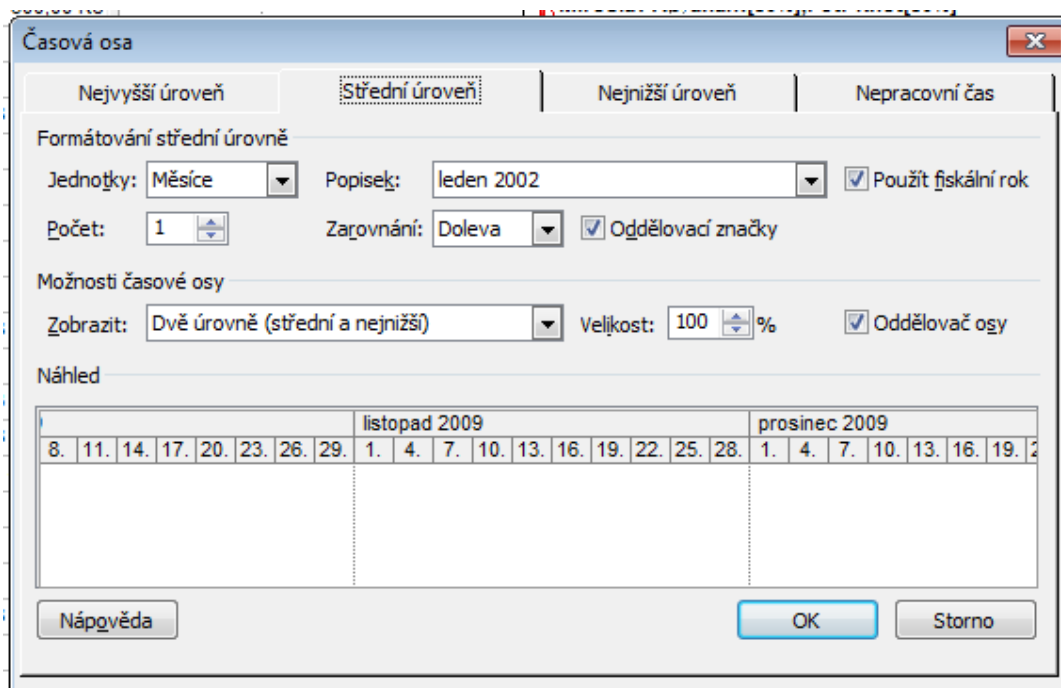 Časová osa
Nejvyšší úroveň Střední úroveň Nejnižší úroveň Nepracovní čas
Formátování střední úrovně
Jednotky: Měsíce Popisek: leden 2002 Použít fiskální rok
Počet: 1 Zarovnání: Doleva Oddělovací značky
Možnosti časové osy
Zobrazit: Dvě úrovně (střední a nejnižší) Velikost: 100 % Oddělovač osy
Náhled
listopad 2009 prosinec 2009
8. 11. 14. 17. 20. 23. 26. 29. 1. 4. 7. 10. 13. 16. 19. 22. 25. 28. 1. 4. 7. 10. 13. 16. 19.
Nápověda OK Storno